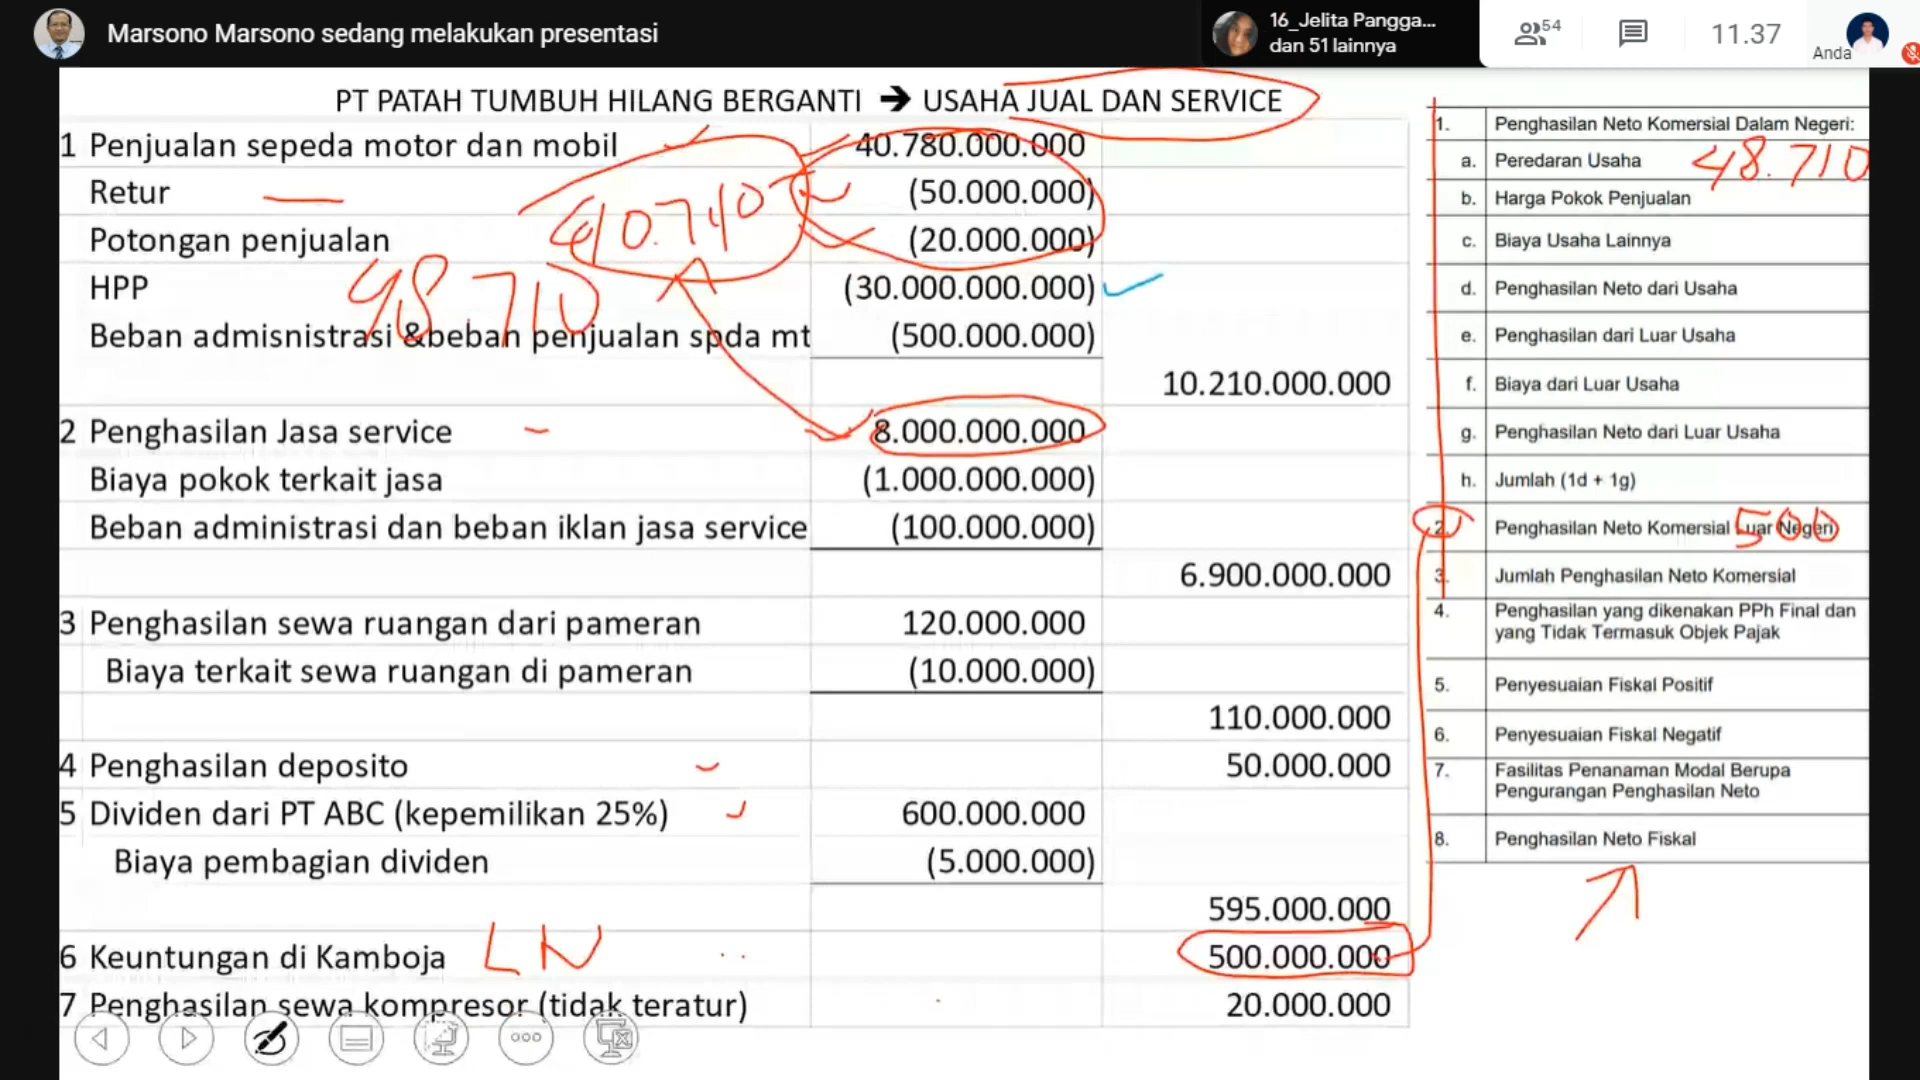 Marsono Marsono sedang melakukan presentasi
16_Jelita Pangga...
dan 51 lainnya
54
11.37
Anda
PT PATAH TUMBUH HILANG BERGANTI ➔ USAHA JUAL DAN SERVICE
1 Penjualan sepeda motor dan mobil 40.780.000.000
Retur (50.000.000)
Potongan penjualan (20.000.000)
40.710
HPP (30.000.000.000)
48.710
Beban admisnistrasi &beban penjualan spda mt (500.000.000)
10.210.000.000
2 Penghasilan Jasa service 8.000.000.000
Biaya pokok terkait jasa (1.000.000.000)
Beban administrasi dan beban iklan jasa service (100.000.000)
6.900.000.000
3 Penghasilan sewa ruangan dari pameran 120.000.000
Biaya terkait sewa ruangan di pameran (10.000.000)
110.000.000
4 Penghasilan deposito 50.000.000
5 Dividen dari PT ABC (kepemilikan 25%) 600.000.000
Biaya pembagian dividen (5.000.000)
595.000.000
6 Keuntungan di Kamboja LN 500.000.000
7 Penghasilan sewa kompresor (tidak teratur) 20.000.000
1. Penghasilan Neto Komersial Dalam Negeri:
a. Peredaran Usaha 48.710
b. Harga Pokok Penjualan
c. Biaya Usaha Lainnya
d. Penghasilan Neto dari Usaha
e. Penghasilan dari Luar Usaha
f. Biaya dari Luar Usaha
g. Penghasilan Neto dari Luar Usaha
h. Jumlah (1d + 1g)
2. Penghasilan Neto Komersial Luar Negeri 500
3. Jumlah Penghasilan Neto Komersial
4. Penghasilan yang dikenakan PPh Final dan
yang Tidak Termasuk Objek Pajak
5. Penyesuaian Fiskal Positif
6. Penyesuaian Fiskal Negatif
7. Fasilitas Penanaman Modal Berupa
Pengurangan Penghasilan Neto
8. Penghasilan Neto Fiskal